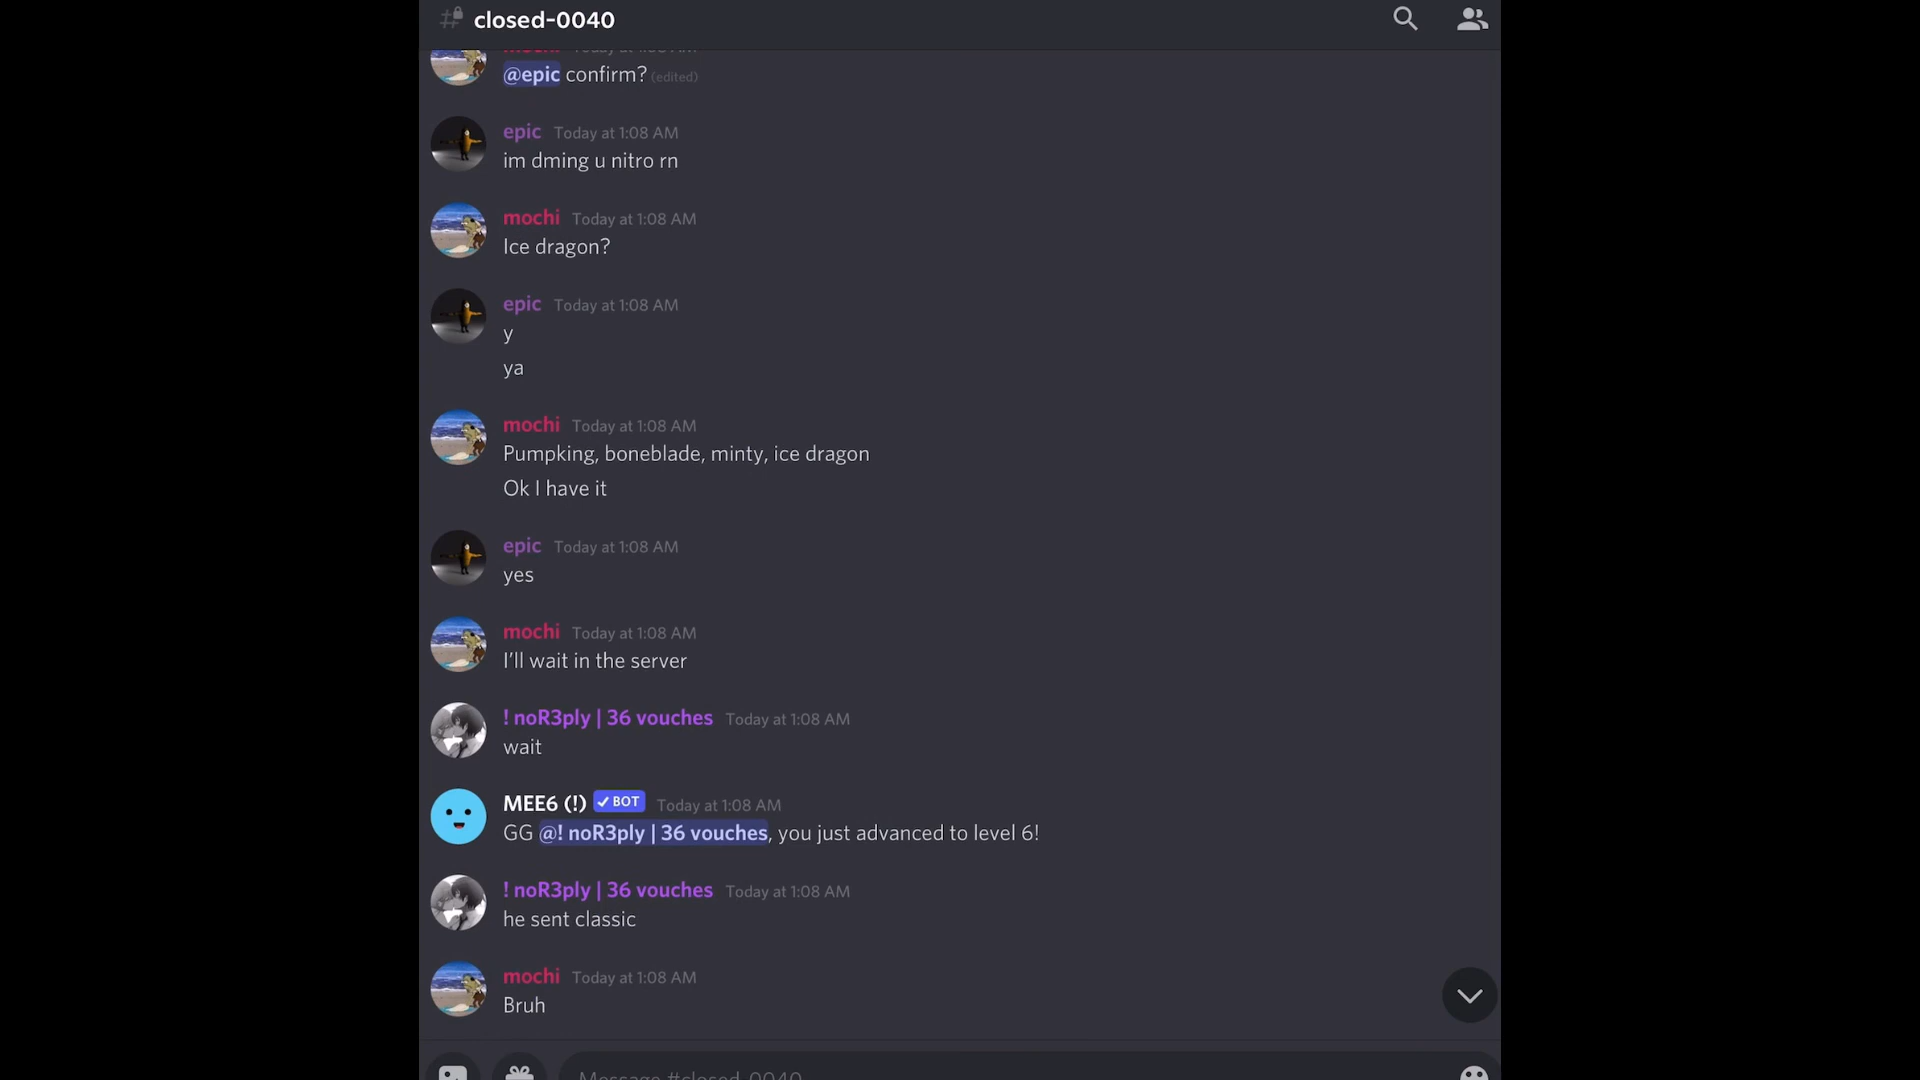 closed-0040
@epic confirm? (edited)
epic Today at 1:08 AM
im dming u nitro rn
mochi Today at 1:08 AM
Ice dragon?
epic Today at 1:08 AM
y
ya
mochi Today at 1:08 AM
Pumpking, boneblade, minty, ice dragon
Ok I have it
epic Today at 1:08 AM
yes
mochi Today at 1:08 AM
I'll wait in the server
! noR3ply | 36 vouches Today at 1:08 AM
wait
MEE6 (!) BOT Today at 1:08 AM
GG @! noR3ply | 36 vouches, you just advanced to level 6!
! noR3ply | 36 vouches Today at 1:08 AM
he sent classic
mochi Today at 1:08 AM
Bruh
Message #closed-0040